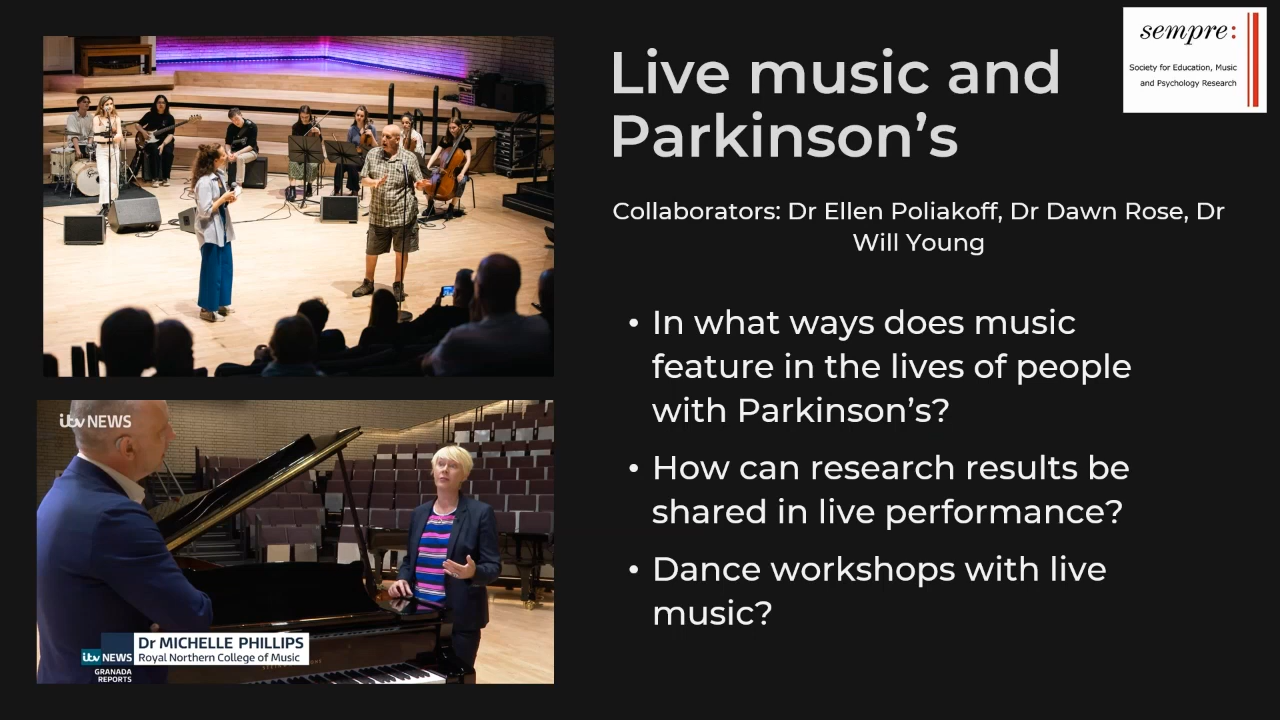 sempre:
Society for Education, Music
and Psychology Research
Live music and
Parkinson’s
Collaborators: Dr Ellen Poliakoff, Dr Dawn Rose, Dr
Will Young
• In what ways does music
feature in the lives of people
with Parkinson’s?
• How can research results be
shared in live performance?
• Dance workshops with live
music?
itv NEWS
Dr MICHELLE PHILLIPS
itv NEWS Royal Northern College of Music
GRANADA
REPORTS